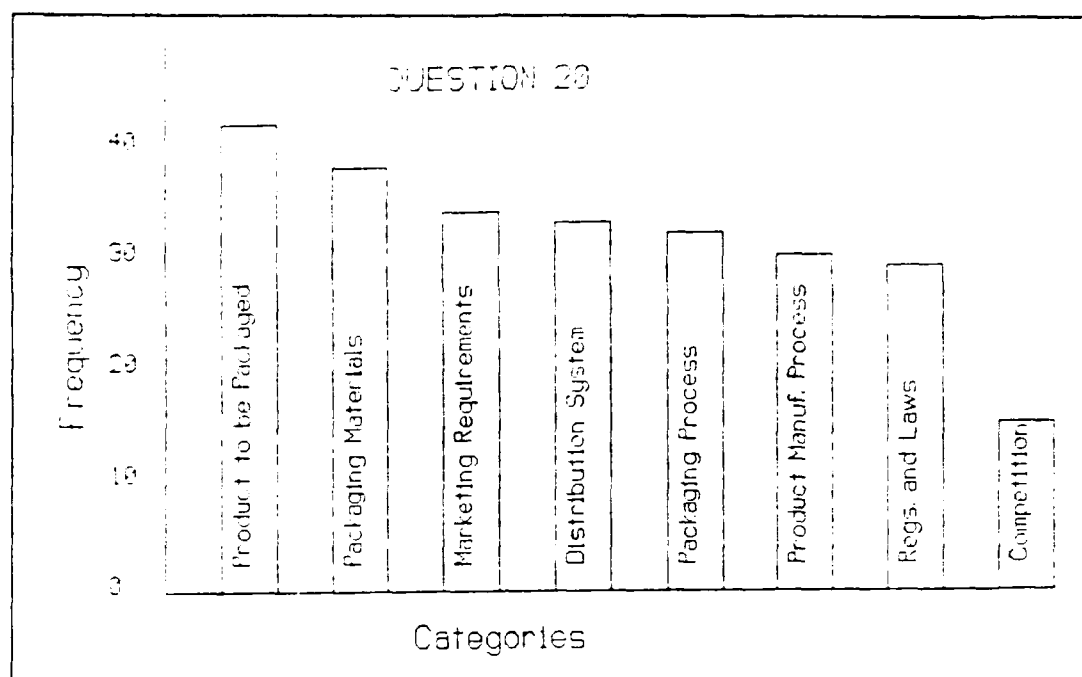 QUESTION 20
40
30
20
10
0
Frequency
Product to be Packaged
Packaging Materials
Marketing Requirements
Distribution System
Packaging Process
Product Manuf. Process
Regs. and Laws
Competition
Categories